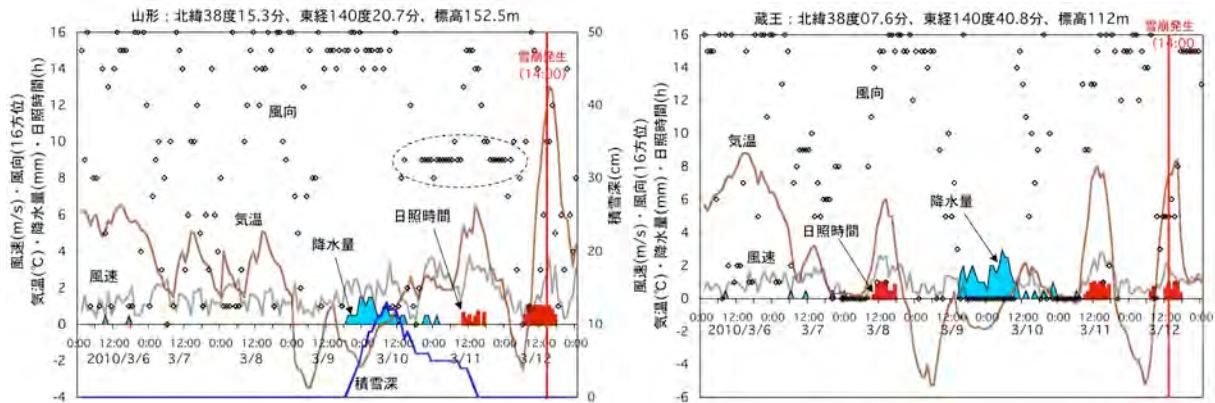 山形：北緯38度15.3分、東経140度20.7分、標高152.5m
風速(m/s)・風向(16方位)
気温(℃)・降水量(mm)・日照時間(h)
16
14
12
10
8
6
4
2
0
-2
-4
50
40
30
20
10
0
積雪深(cm)
雪崩発生
(14:00)
風向
気温
風速
降水量
日照時間
積雪深
0:00 12:00 0:00 12:00 0:00 12:00 0:00 12:00 0:00 12:00 0:00 12:00 0:00 12:00 0:00
2010/3/6 3/7 3/8 3/9 3/10 3/11 3/12
蔵王：北緯38度07.6分、東経140度40.8分、標高112m
風速(m/s)・風向(16方位)
気温(℃)・降水量(mm)・日照時間(h)
16
14
12
10
8
6
4
2
0
-2
-4
-6
雪崩発生
(14:00
風向
気温
風速
日照時間
降水量
0:00 12:00 0:00 12:00 0:00 12:00 0:00 12:00 0:00 12:00 0:00 12:00 0:00 12:00 0:00
2010/3/6 3/7 3/8 3/9 3/10 3/11 3/12